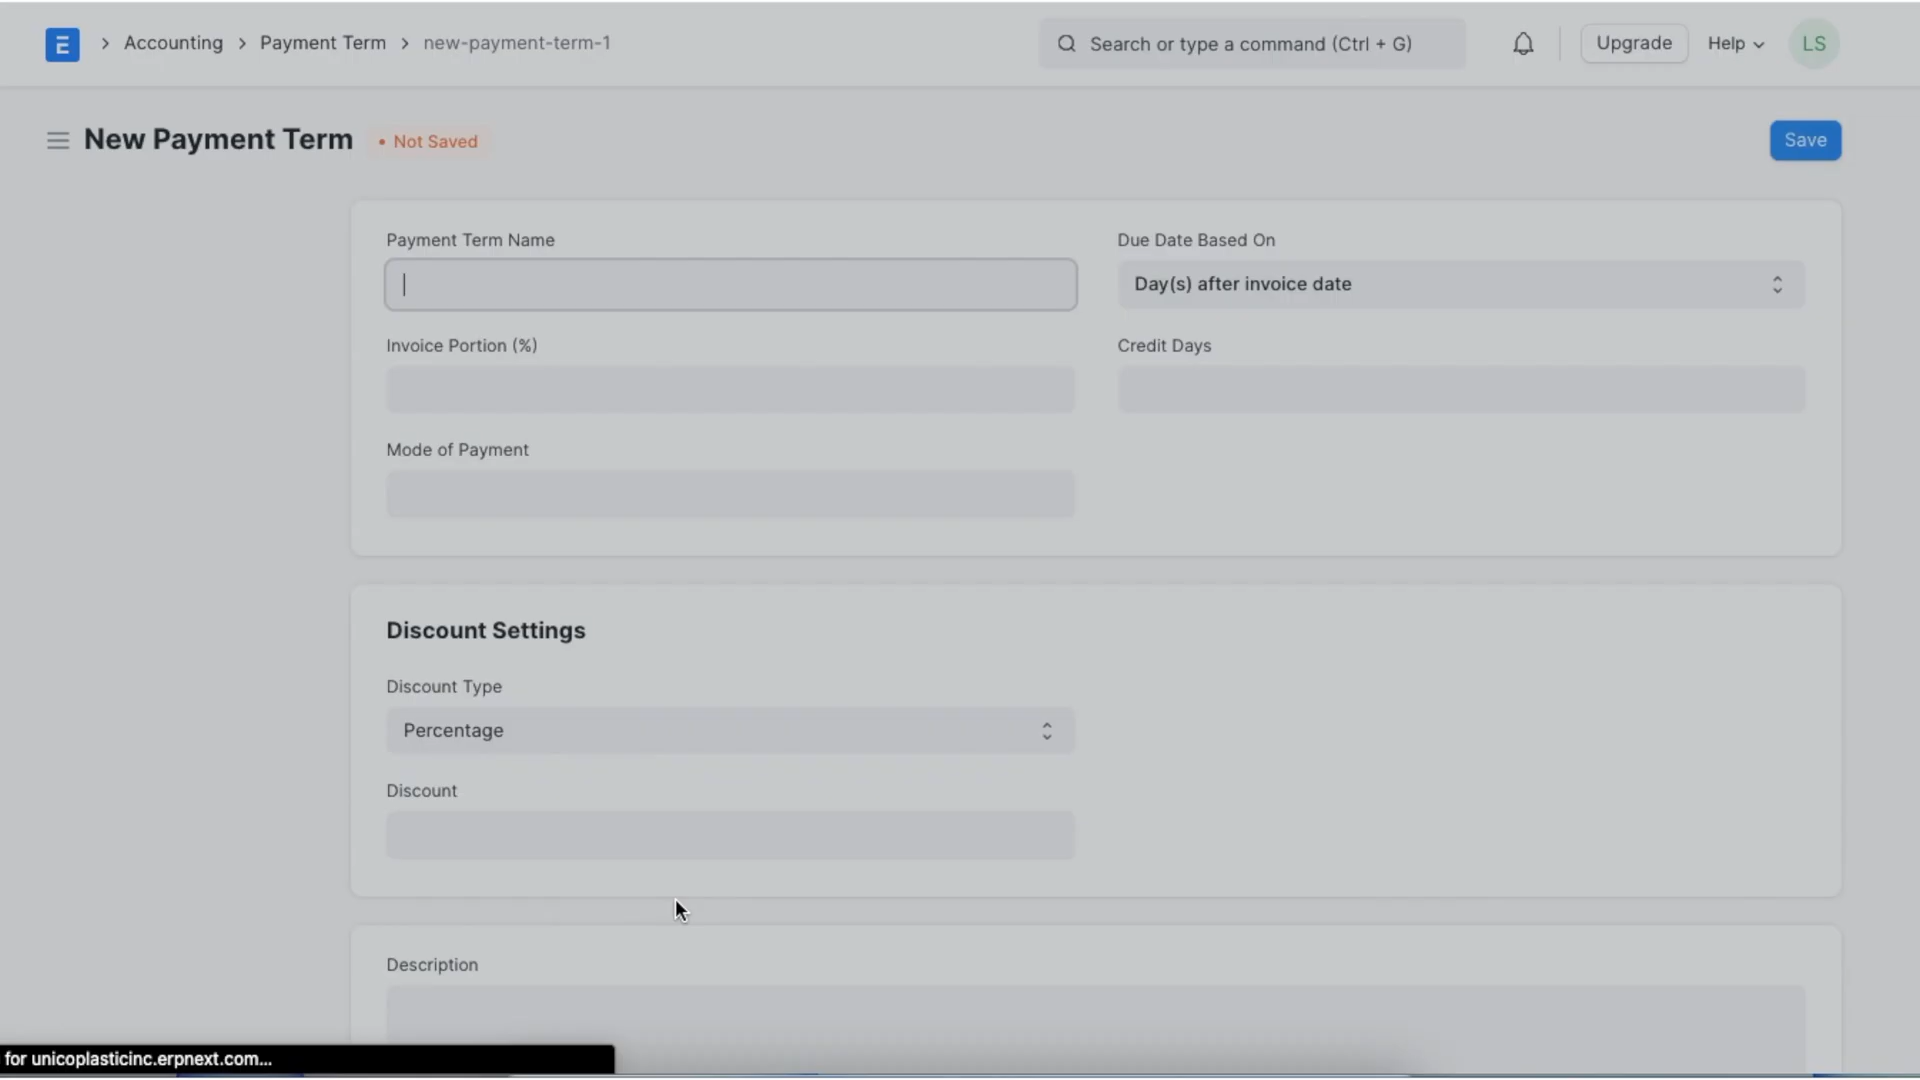 E > Accounting > Payment Term > new-payment-term-1
Search or type a command (Ctrl + G)
Upgrade
Help
LS
New Payment Term
• Not Saved
Save
Payment Term Name
Due Date Based On
Day(s) after invoice date
Invoice Portion (%)
Credit Days
Mode of Payment
Discount Settings
Discount Type
Percentage
Discount
Description
for unicoplasticinc.erpnext.com...